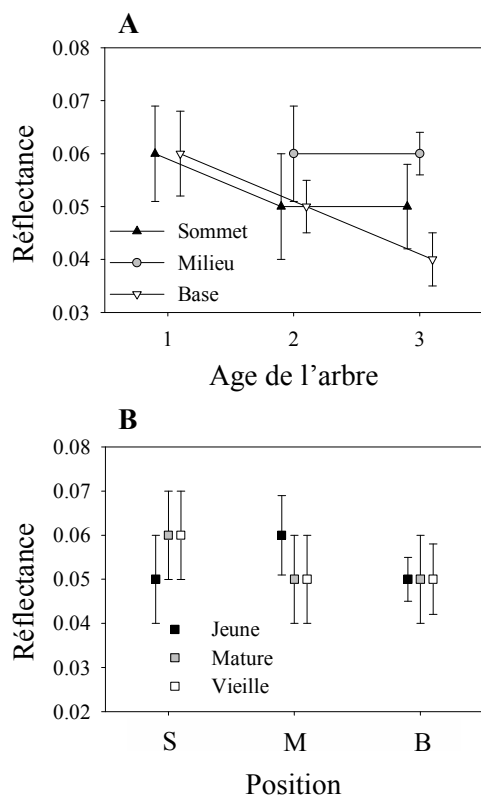 A
0.08
0.07
0.06
0.05
0.04
0.03
Réflectance
Sommet
Milieu
Base
1 2 3
Age de l'arbre
B
0.08
0.07
0.06
0.05
0.04
0.03
0.02
Réflectance
Jeune
Mature
Vieille
S M B
Position